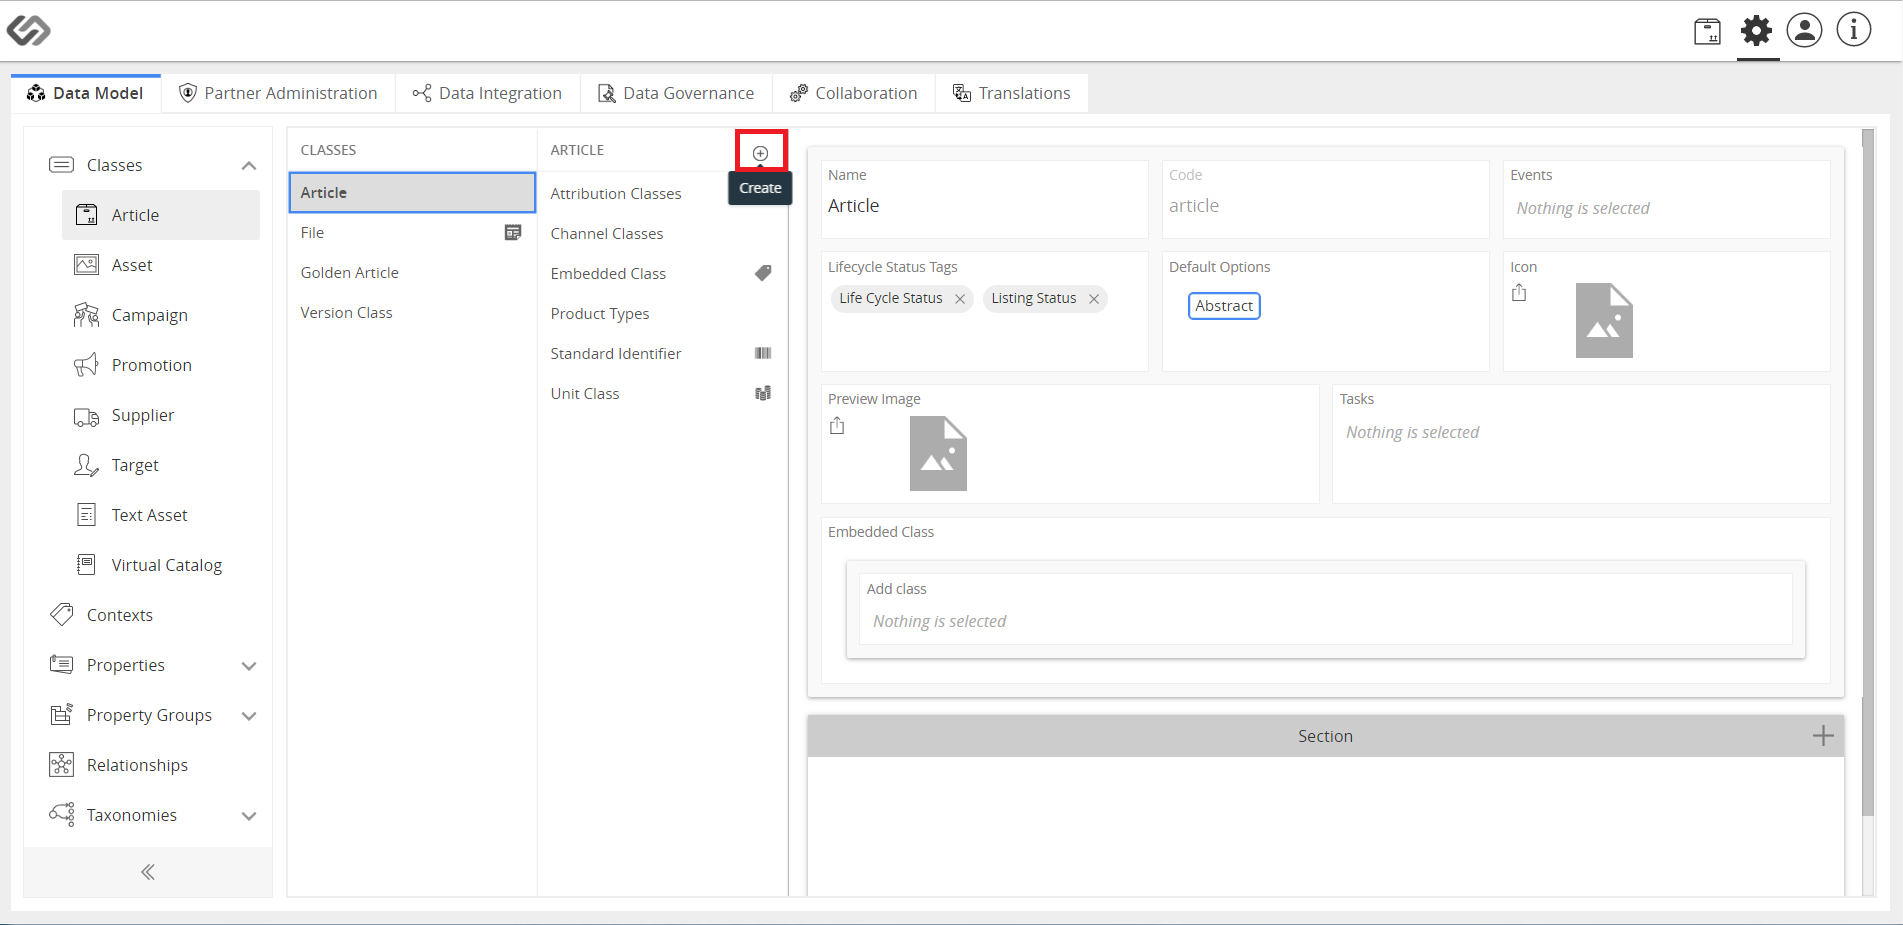 Data Model
Partner Administration
Data Integration
Data Governance
Collaboration
Translations
Classes
Article
Asset
Campaign
Promotion
Supplier
Target
Text Asset
Virtual Catalog
Contexts
Properties
Property Groups
Relationships
Taxonomies
CLASSES
Article
File
Golden Article
Version Class
ARTICLE
Create
Attribution Classes
Channel Classes
Embedded Class
Product Types
Standard Identifier
Unit Class
Name
Article
Code
article
Events
Nothing is selected
Lifecycle Status Tags
Life Cycle Status
Listing Status
Default Options
Abstract
Icon
Preview Image
Tasks
Nothing is selected
Embedded Class
Add class
Nothing is selected
Section